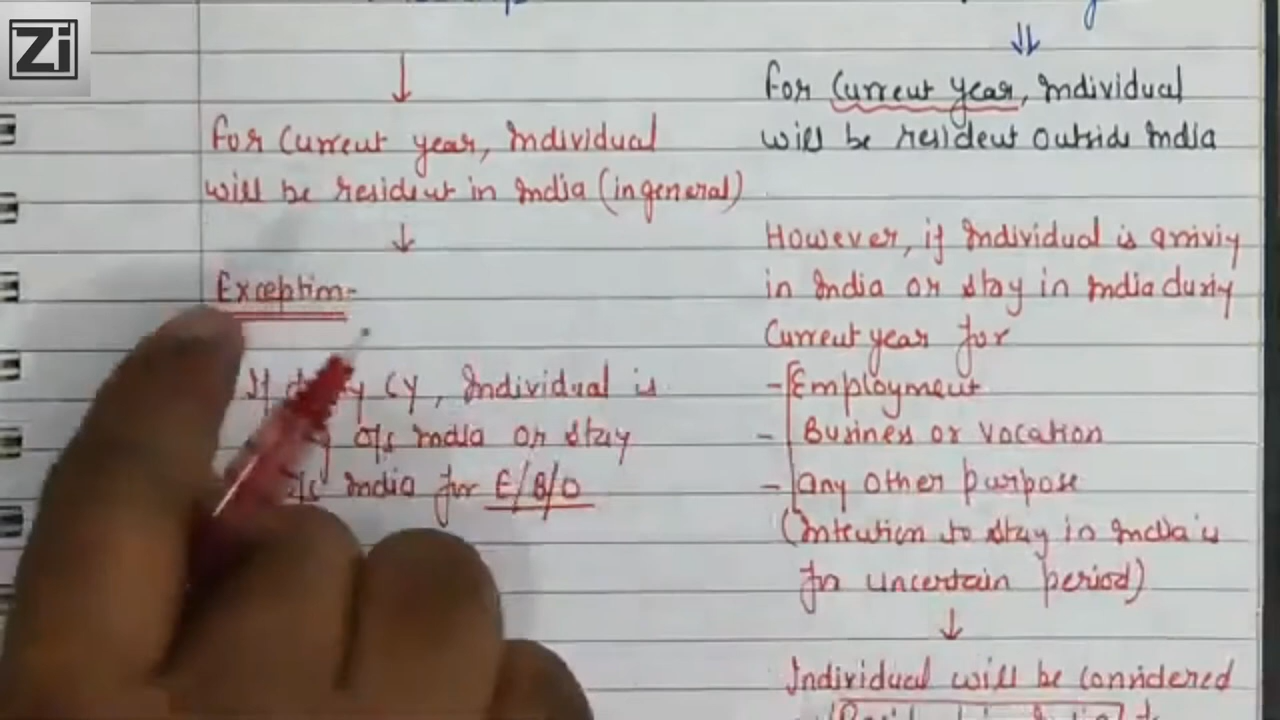 Zi
↓
for Current year, Individual
will be resident in India (in general)
↓
Exception-
If CY, Individual is
o/s India or stay
India for E/B/O
⇓
for Current year, Individual
will be resident outside India
However, if Individual is arriving
in India or stay in India during
Current year for
- Employment
- Business or vocation
- any other purpose
(Intention to stay in India is
for uncertain period)
↓
Individual will be considered